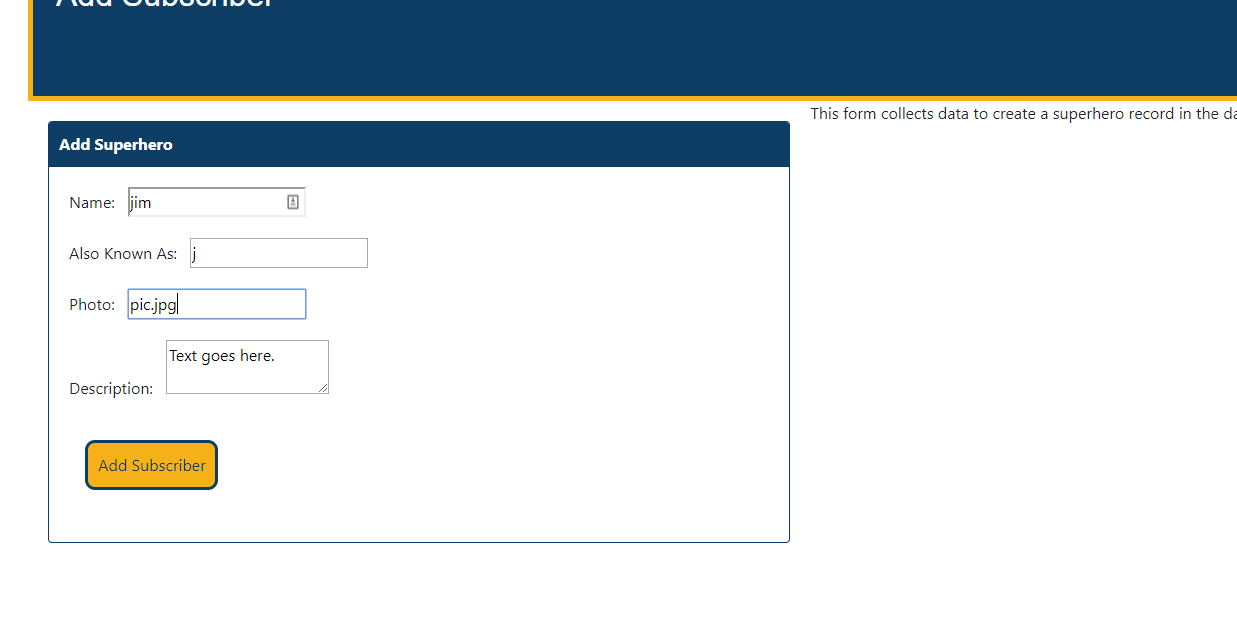 Add Subscriber
This form collects data to create a superhero record in the
Add Superhero
Name: jim
Also Known As: j
Photo: pic.jpg
Text goes here.
Description:
Add Subscriber